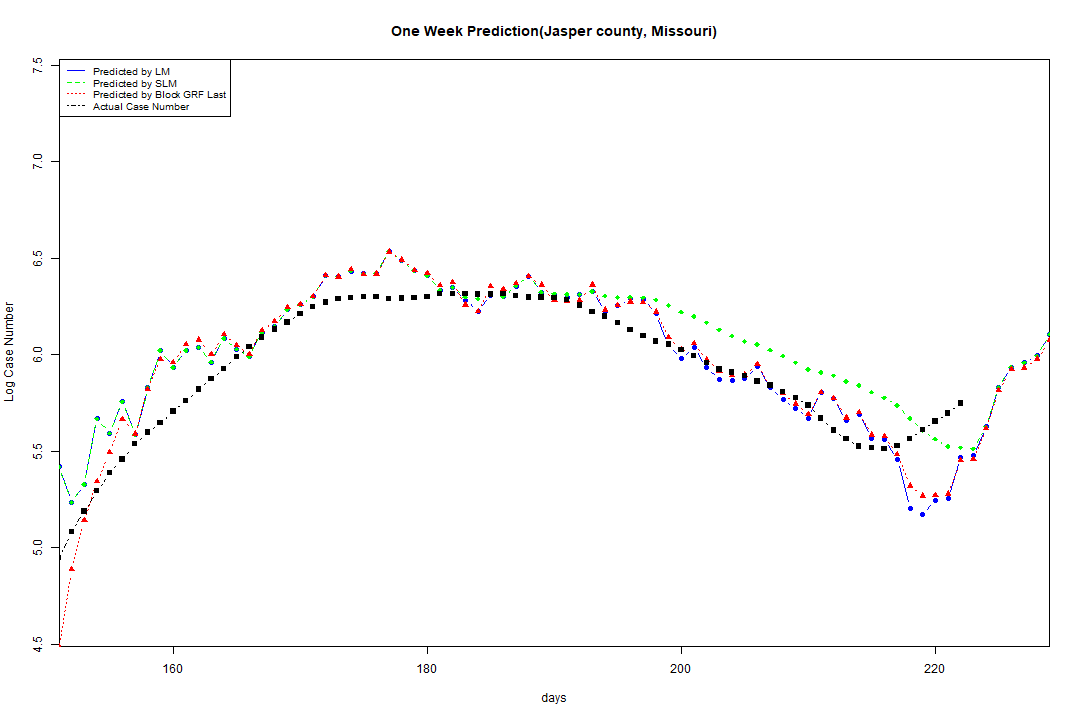 One Week Prediction(Jasper county, Missouri)
Predicted by LM
Predicted by SLM
Predicted by Block GRF Last
Actual Case Number
7.5
7.0
6.5
6.0
5.5
5.0
4.5
Log Case Number
160 180 200 220
days